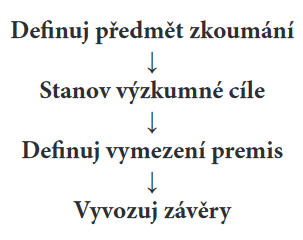 Definuj předmět zkoumání
↓
Stanov výzkumné cíle
↓
Definuj vymezení premis
↓
Vyvozuj závěry